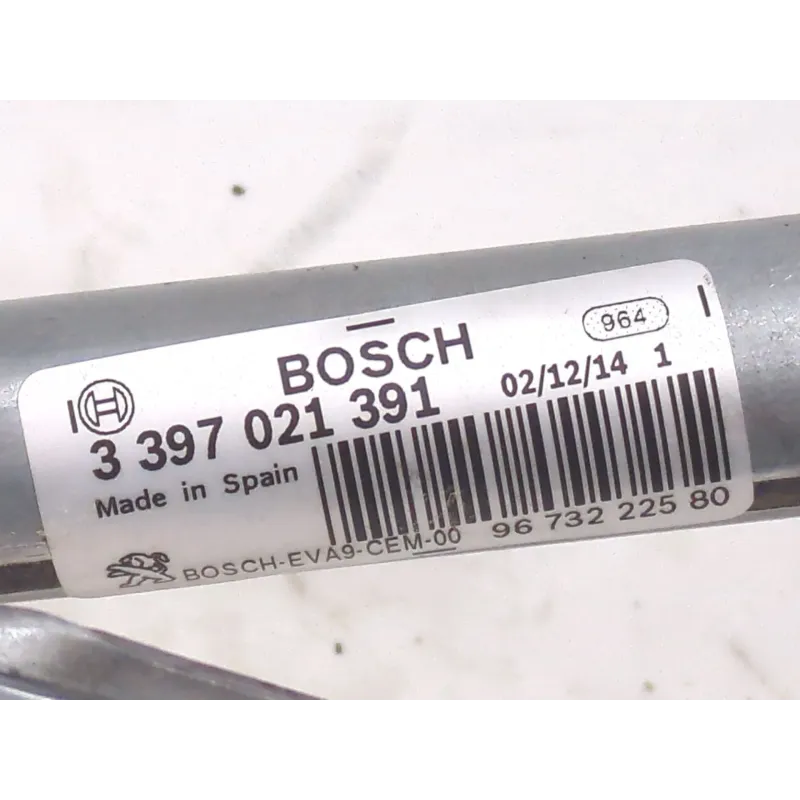 964
BOSCH
3 397 021 391
02/12/14 1
Made in Spain
BOSCH-EVA9-CEM-00
96 732 225 80